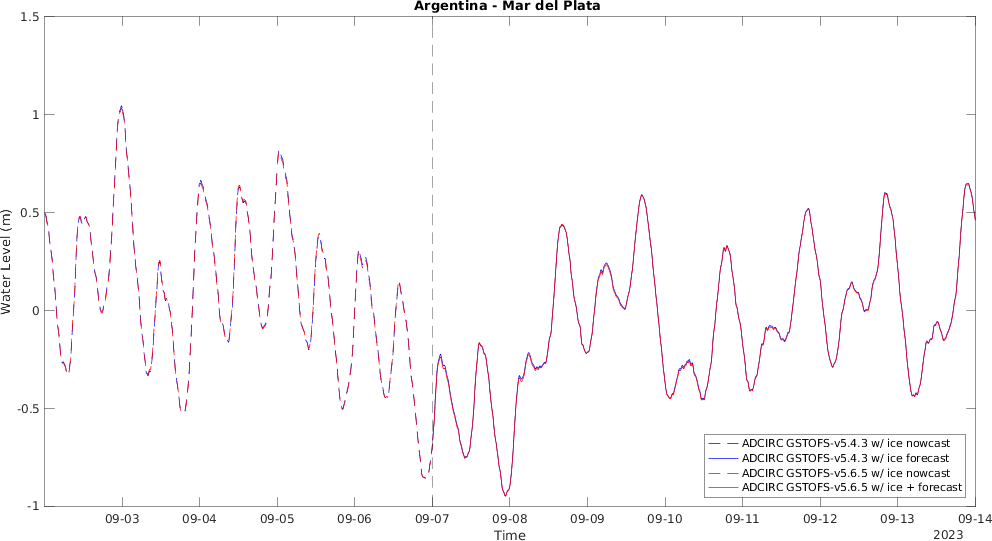 Argentina - Mar del Plata
1.5
1
0.5
0
-0.5
-1
Water Level (m)
ADCIRC GSTOFS-v5.4.3 w/ ice nowcast
ADCIRC GSTOFS-v5.4.3 w/ ice forecast
ADCIRC GSTOFS-v5.6.5 w/ ice nowcast
ADCIRC GSTOFS-v5.6.5 w/ ice + forecast
09-03 09-04 09-05 09-06 09-07 09-08 09-09 09-10 09-11 09-12 09-13 09-14
Time
2023